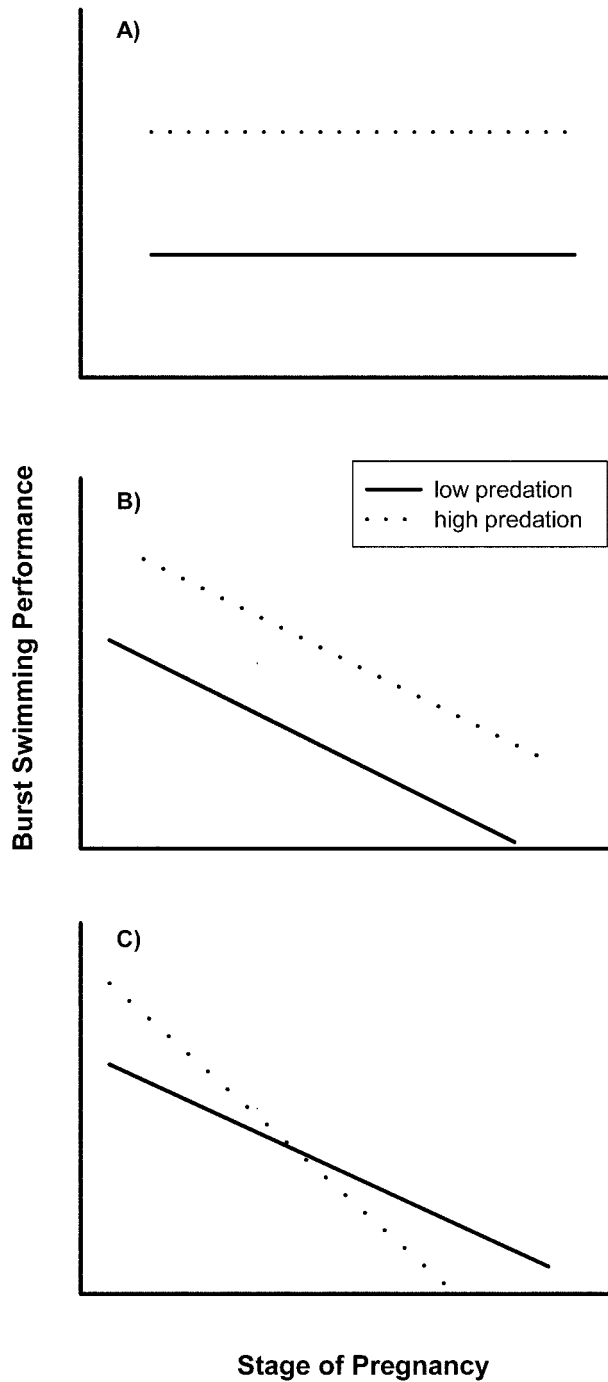 A)
Burst Swimming Performance
low predation
high predation
B)
C)
Stage of Pregnancy